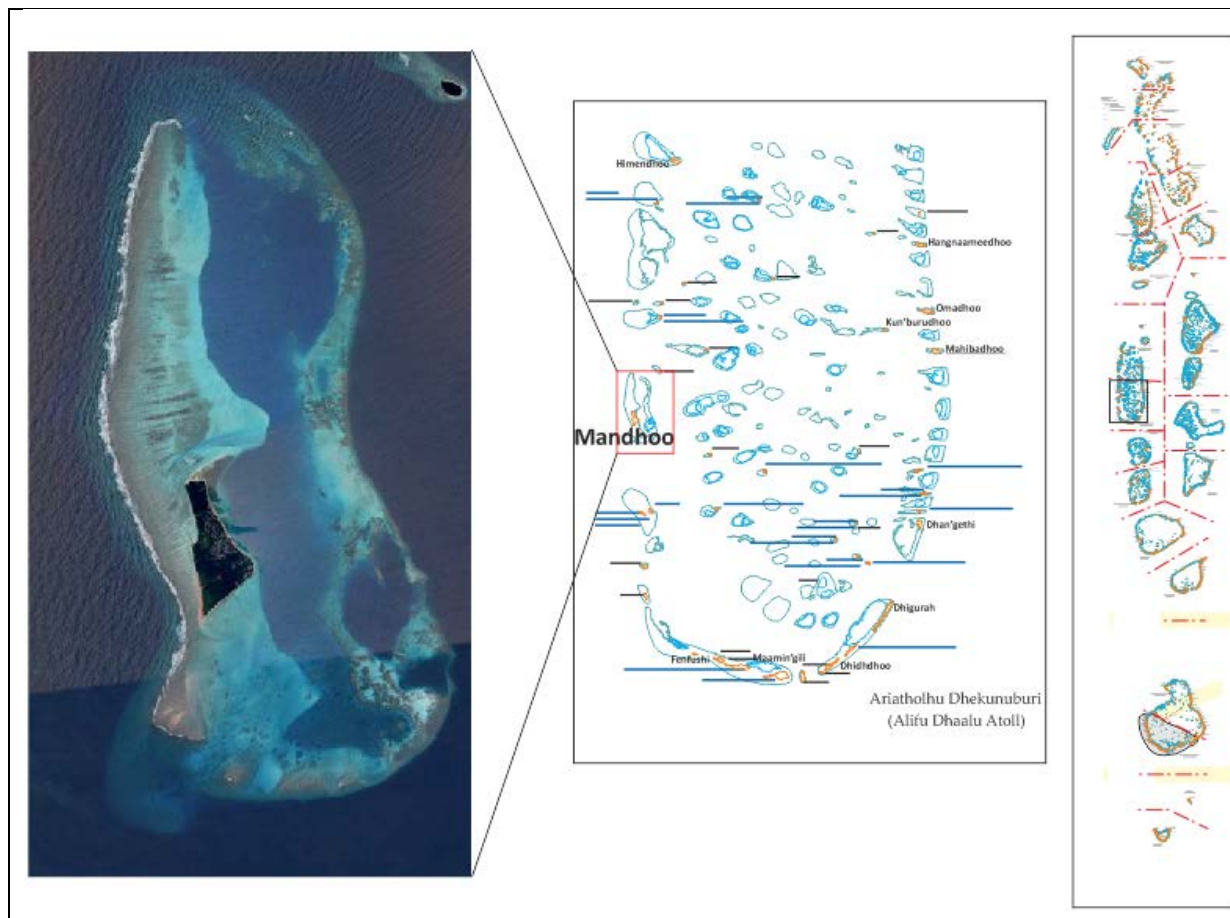 Himendhoo
Hangnaameedhoo
Omadhoo
Kun'burudhoo
Mahibadhoo
Mandhoo
Dhan'gethi
Dhigurah
Fenfushi
Maamin'gili
Dhidhdhoo
Ariatholhu Dhekunuburi
(Alifu Dhaalu Atoll)